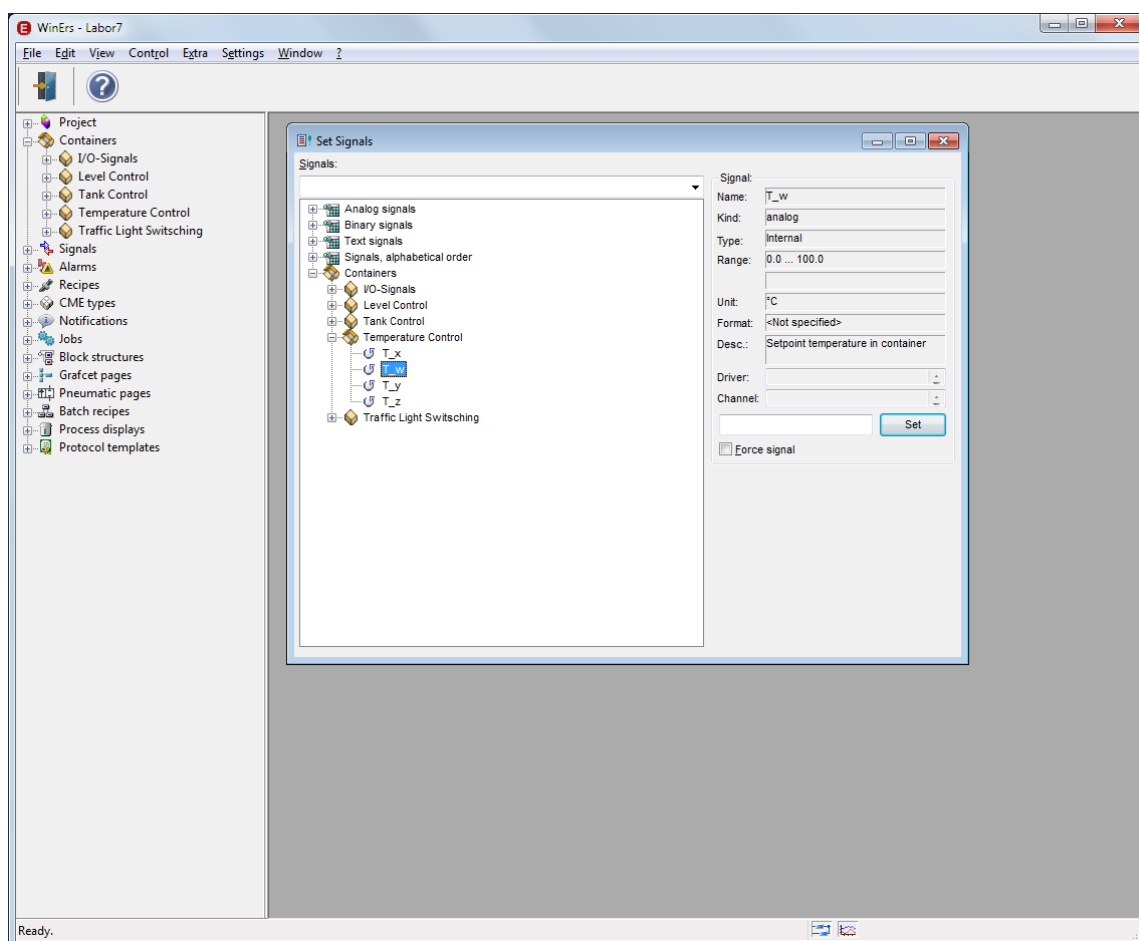 WinErs - Labor7
File Edit View Control Extra Settings Window ?
Project
Containers
I/O-Signals
Level Control
Tank Control
Temperature Control
Traffic Light Switsching
Signals
Alarms
Recipes
CME types
Notifications
Jobs
Block structures
Grafcet pages
Pneumatic pages
Batch recipes
Process displays
Protocol templates
Set Signals
Signals:
Analog signals
Binary signals
Text signals
Signals, alphabetical order
Containers
I/O-Signals
Level Control
Tank Control
Temperature Control
T_x
T_w
T_y
T_z
Traffic Light Switsching
Signal:
Name: T_w
Kind: analog
Type: Internal
Range: 0.0 ... 100.0
Unit: °C
Format: <Not specified>
Desc.: Setpoint temperature in container
Driver:
Channel:
Set
Force signal
Ready.